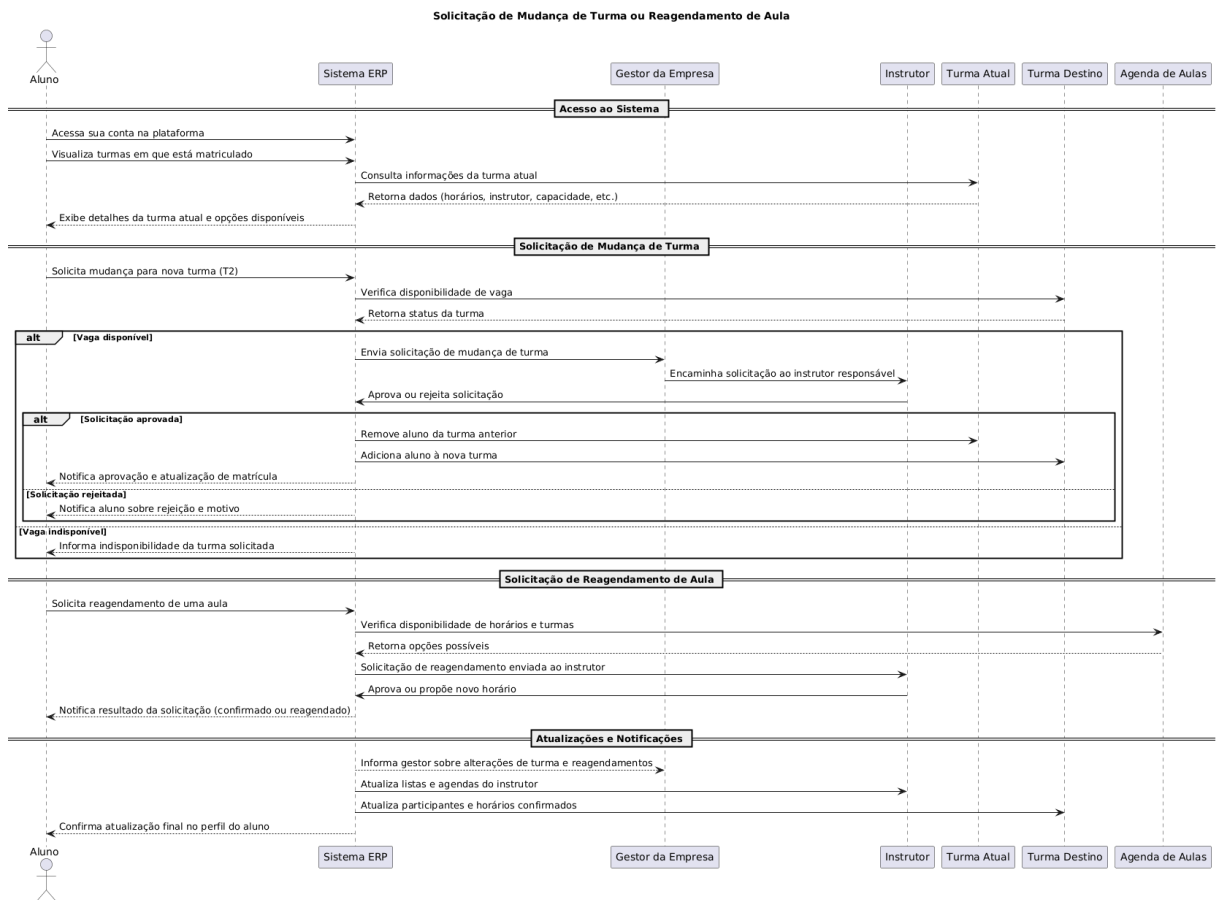 Solicitação de Mudança de Turma ou Reagendamento de Aula
Aluno
Sistema ERP
Gestor da Empresa
Instrutor
Turma Atual
Turma Destino
Agenda de Aulas
Acesso ao Sistema
Acessa sua conta na plataforma
Visualiza turmas em que está matriculado
Consulta informações da turma atual
Retorna dados (horários, instrutor, capacidade, etc.)
Exibe detalhes da turma atual e opções disponíveis
Solicitação de Mudança de Turma
Solicita mudança para nova turma (T2)
Verifica disponibilidade de vaga
Retorna status da turma
alt [Vaga disponível]
Envia solicitação de mudança de turma
Encaminha solicitação ao instrutor responsável
Aprova ou rejeita solicitação
alt [Solicitação aprovada]
Remove aluno da turma anterior
Adiciona aluno à nova turma
Notifica aprovação e atualização de matrícula
[Solicitação rejeitada]
Notifica aluno sobre rejeição e motivo
[Vaga indisponível]
Informa indisponibilidade da turma solicitada
Solicitação de Reagendamento de Aula
Solicita reagendamento de uma aula
Verifica disponibilidade de horários e turmas
Retorna opções possíveis
Solicitação de reagendamento enviada ao instrutor
Aprova ou propõe novo horário
Notifica resultado da solicitação (confirmado ou reagendado)
Atualizações e Notificações
Informa gestor sobre alterações de turma e reagendamentos
Atualiza listas e agendas do instrutor
Atualiza participantes e horários confirmados
Confirma atualização final no perfil do aluno
Aluno
Sistema ERP
Gestor da Empresa
Instrutor
Turma Atual
Turma Destino
Agenda de Aulas